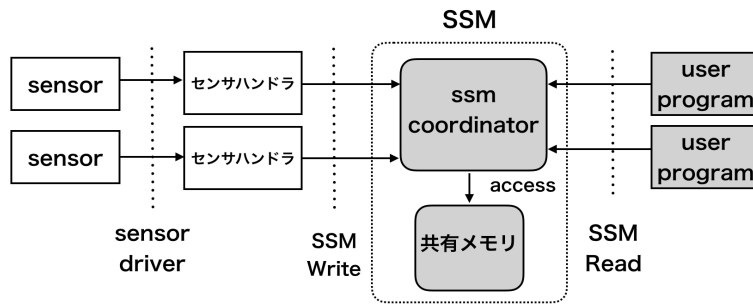 SSM
sensor
センサハンドラ
ssm
coordinator
user
program
sensor
センサハンドラ
user
program
access
sensor
driver
SSM
Write
共有メモリ
SSM
Read